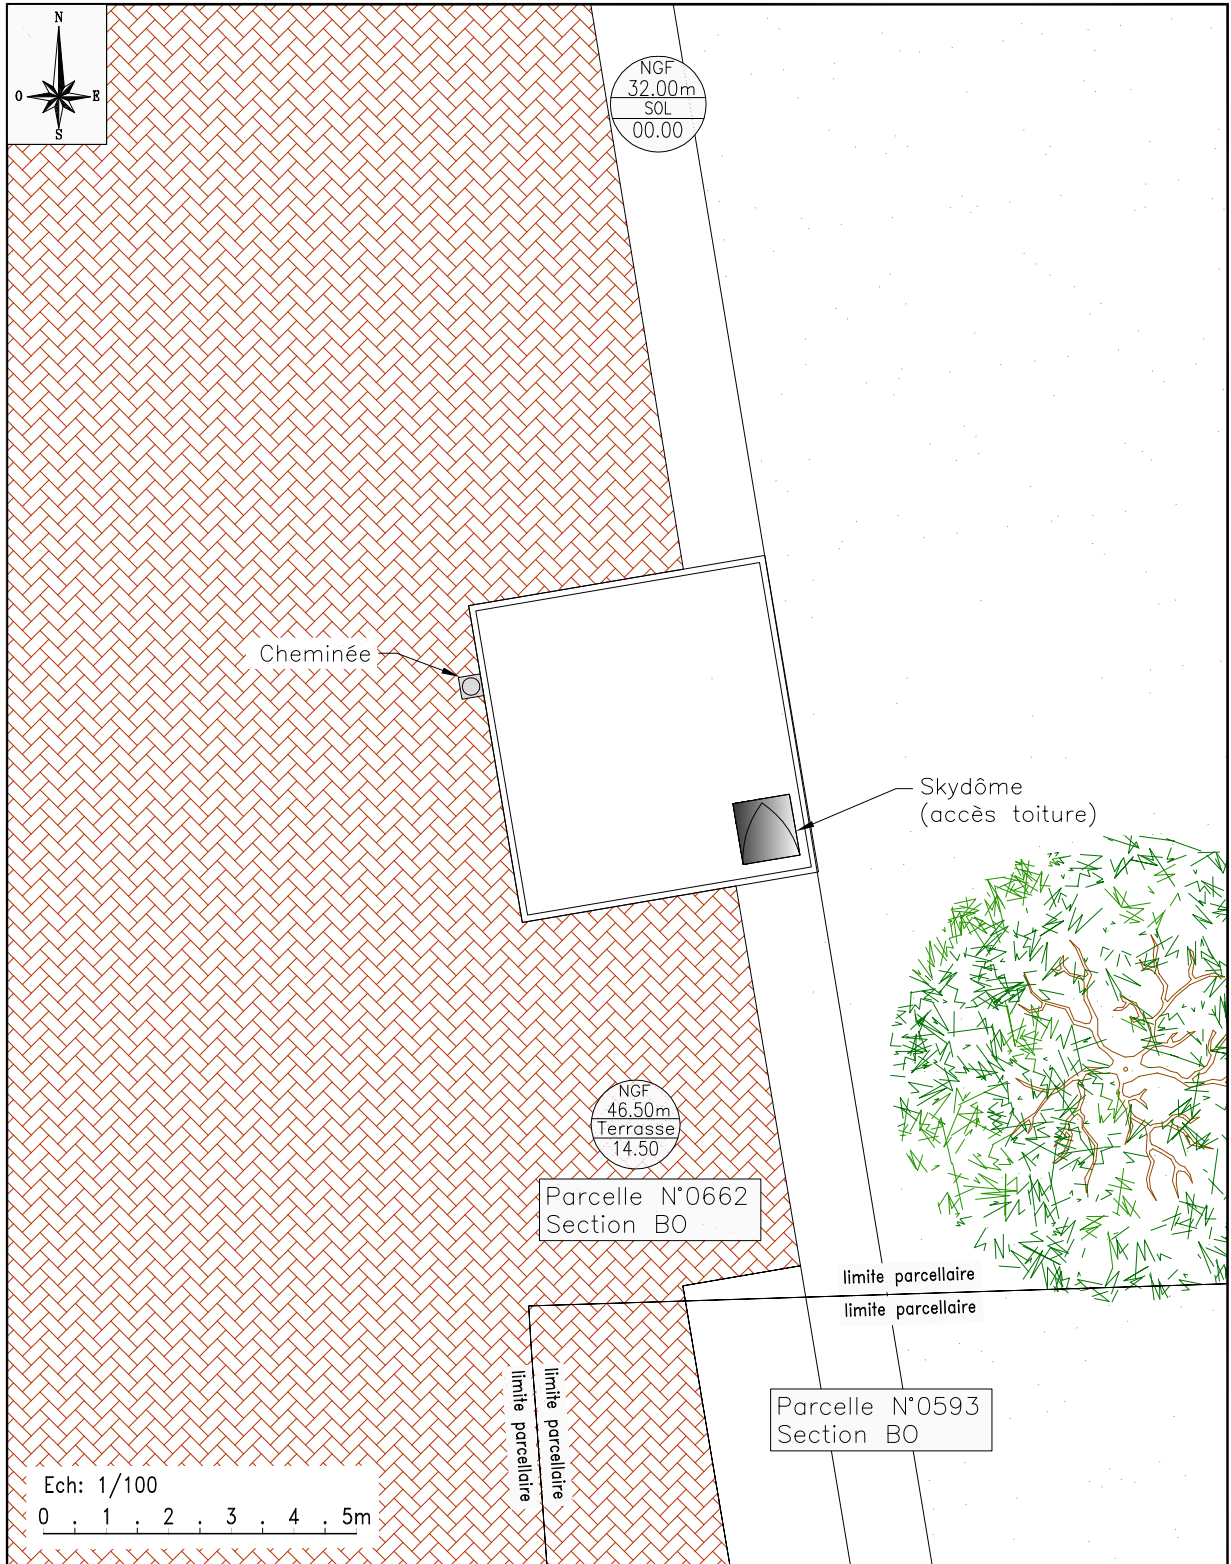 N
O E
S
NGF
32.00m
SOL
00.00
Cheminée
Skydôme
(accès toiture)
NGF
46.50m
Terrasse
14.50
Parcelle N°0662
Section BO
limite parcellaire
limite parcellaire
limite parcellaire
limite parcellaire
Parcelle N°0593
Section BO
Ech: 1/100
0 . 1 . 2 . 3 . 4 . 5m